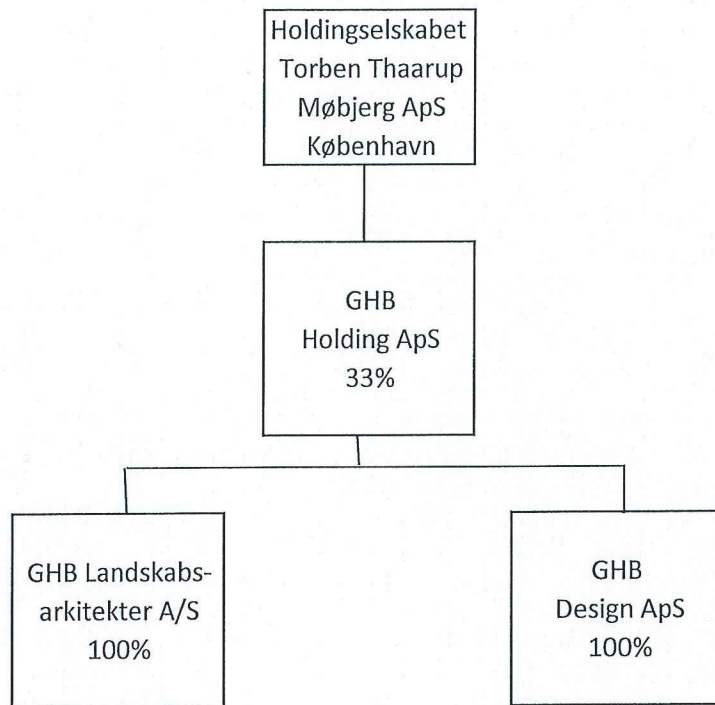 Holdingselskabet
Torben Thaarup
Møbjerg ApS
København
GHB
Holding ApS
33%
GHB Landskabs-
arkitekter A/S
100%
GHB
Design ApS
100%